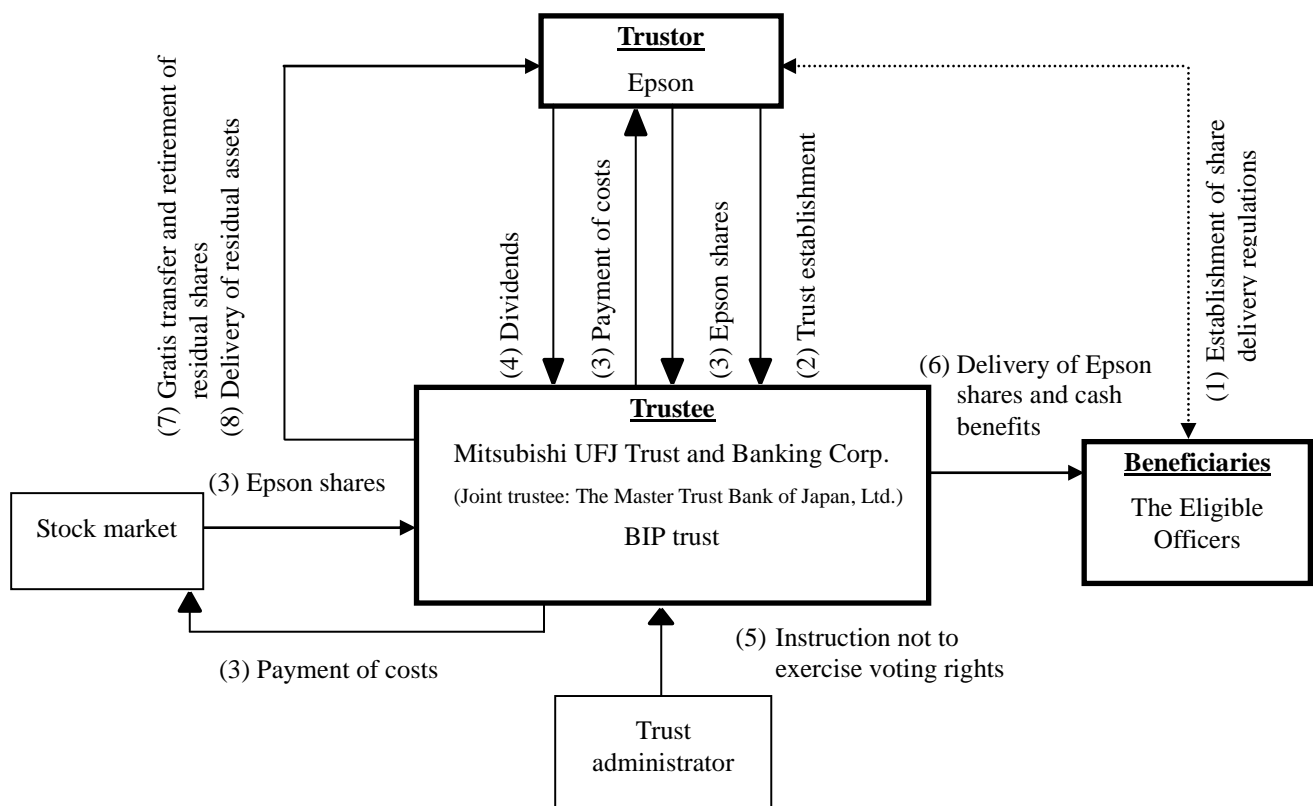 Trustor
Epson
(7) Gratis transfer and retirement of
residual shares
(8) Delivery of residual assets
(4) Dividends
(3) Payment of costs
(3) Epson shares
(2) Trust establishment
(1) Establishment of share
delivery regulations
(6) Delivery of Epson
shares and cash
benefits
Trustee
Mitsubishi UFJ Trust and Banking Corp.
(Joint trustee: The Master Trust Bank of Japan, Ltd.)
BIP trust
Beneficiaries
The Eligible
Officers
(3) Epson shares
Stock market
(3) Payment of costs
(5) Instruction not to
exercise voting rights
Trust
administrator